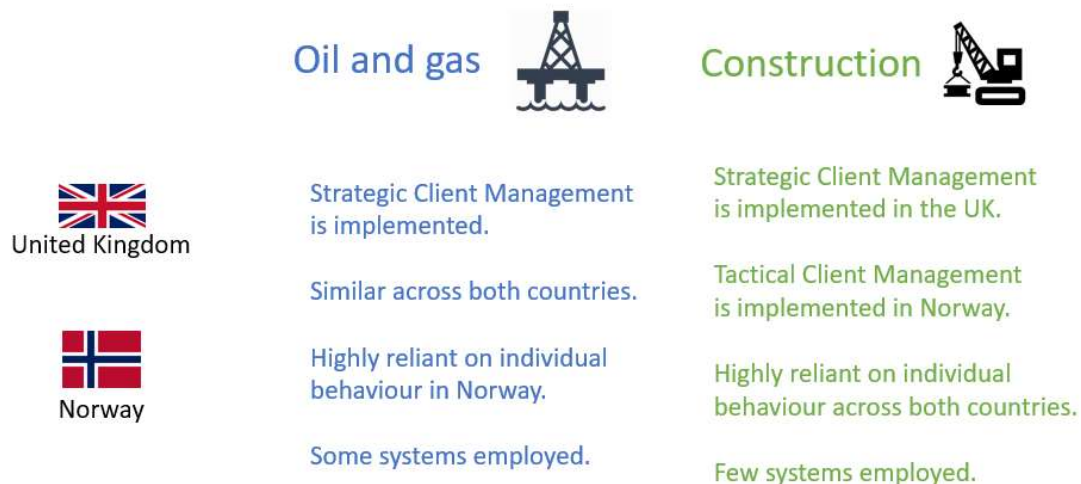 Oil and gas
Construction
United Kingdom
Norway
Strategic Client Management
is implemented.
Similar across both countries.
Highly reliant on individual
behaviour in Norway.
Some systems employed.
Strategic Client Management
is implemented in the UK.
Tactical Client Management
is implemented in Norway.
Highly reliant on individual
behaviour across both countries.
Few systems employed.